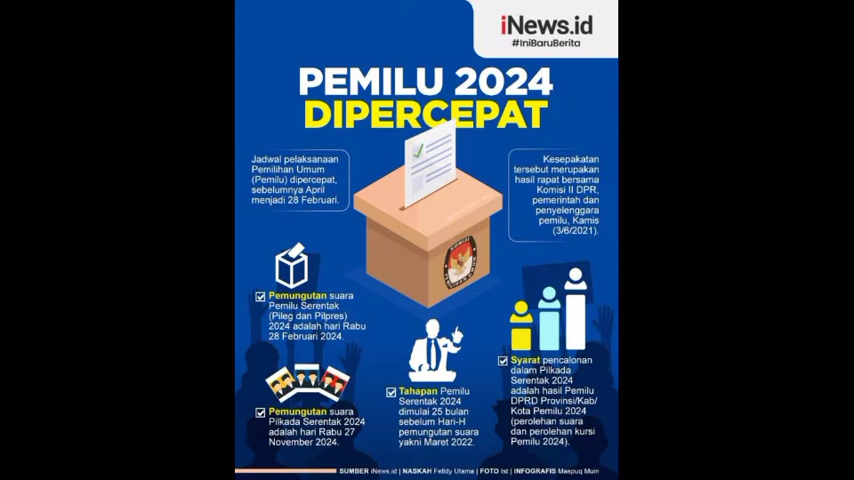 iNews.id
#IniBaruBerita
PEMILU 2024
DIPERCEPAT
Jadwal pelaksanaan
Pemilihan Umum
(Pemilu) dipercepat,
sebelumnya April
menjadi 28 Februari.
Kesepakatan
tersebut merupakan
hasil rapat bersama
Komisi II DPR,
pemerintah dan
penyelenggara
pemilu, Kamis
(3/6/2021).
KOMISI
PEMILIHAN UMUM
Pemungutan suara
Pemilu Serentak
(Pileg dan Pilpres)
2024 adalah hari Rabu
28 Februari 2024.
Pemungutan suara
Pilkada Serentak 2024
adalah hari Rabu 27
November 2024.
Tahapan Pemilu
Serentak 2024
dimulai 25 bulan
sebelum Hari-H
pemungutan suara
yakni Maret 2022.
Syarat pencalonan
dalam Pilkada
Serentak 2024
adalah hasil Pemilu
DPRD Provinsi/Kab/
Kota Pemilu 2024
(perolehan suara
dan perolehan kursi
Pemilu 2024).
SUMBER iNews.id | NASKAH Felldy Utama | FOTO Ist | INFOGRAFIS Maspuq Muin